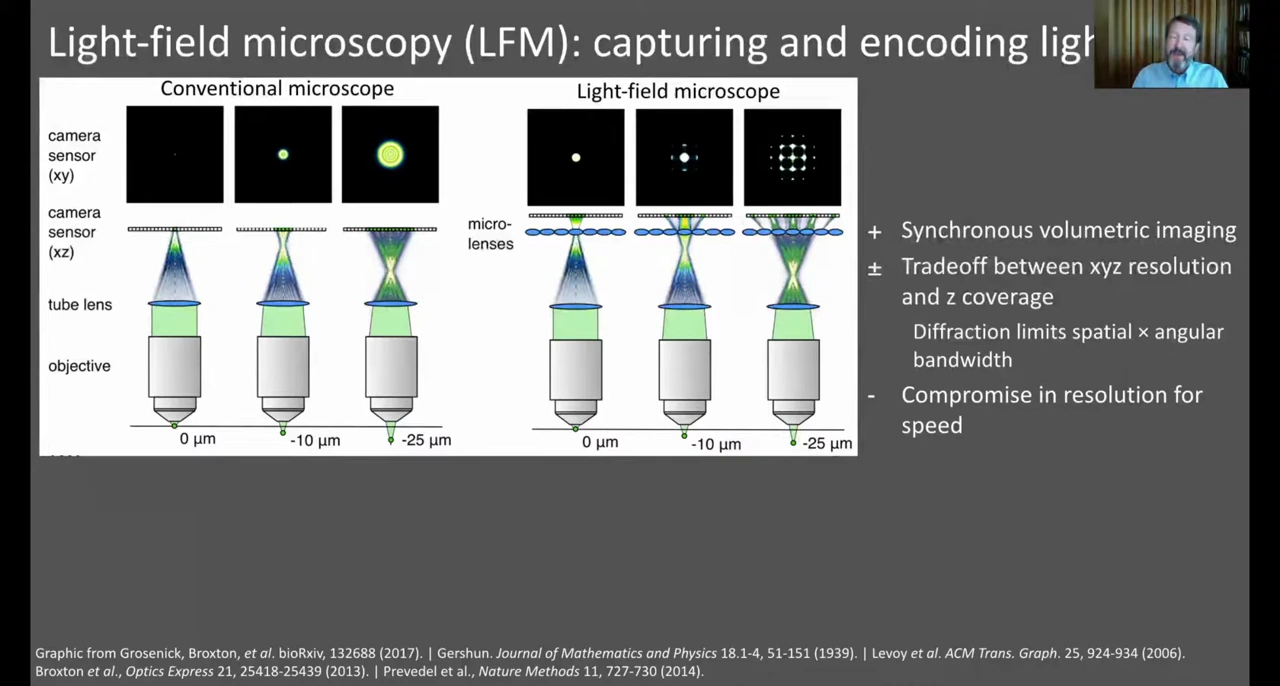 Light-field microscopy (LFM): capturing and encoding
Conventional microscope
Light-field microscope
camera
sensor
(xy)
camera
sensor
(xz)
tube lens
objective
0 μm
-10 μm
-25 μm
micro-
lenses
0 μm
-10 μm
-25 μm
+ Synchronous volumetric imaging
± Tradeoff between xyz resolution
and z coverage
Diffraction limits spatial × angular
bandwidth
- Compromise in resolution for
speed
Graphic from Grosenick, Broxton, et al. bioRxiv, 132688 (2017). | Gershun. Journal of Mathematics and Physics 18.1-4, 51-151 (1939). | Levoy et al. ACM Trans. Graph. 25, 924-934 (2006).
Broxton et al., Optics Express 21, 25418-25439 (2013). | Prevedel et al., Nature Methods 11, 727-730 (2014).